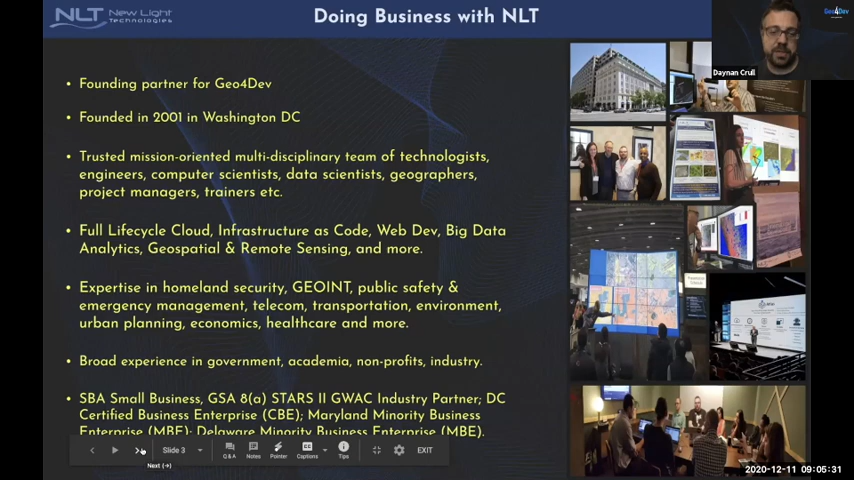 NLT New Light Technologies
Doing Business with NLT
Geo4Dev
Daynan Crull
• Founding partner for Geo4Dev
• Founded in 2001 in Washington DC
• Trusted mission-oriented multi-disciplinary team of technologists,
engineers, computer scientists, data scientists, geographers,
project managers, trainers etc.
• Full Lifecycle Cloud, Infrastructure as Code, Web Dev, Big Data
Analytics, Geospatial & Remote Sensing, and more.
• Expertise in homeland security, GEOINT, public safety &
emergency management, telecom, transportation, environment,
urban planning, economics, healthcare and more.
• Broad experience in government, academia, non-profits, industry.
• SBA Small Business, GSA 8(a) STARS II GWAC Industry Partner; DC
Certified Business Enterprise (CBE); Maryland Minority Business
Enterprise (MBE); Delaware Minority Business Enterprise (MBE).
Slide 3
Q & A
Notes
Pointer
Captions
Tips
EXIT
Next (→)
2020-12-11 09:05:31